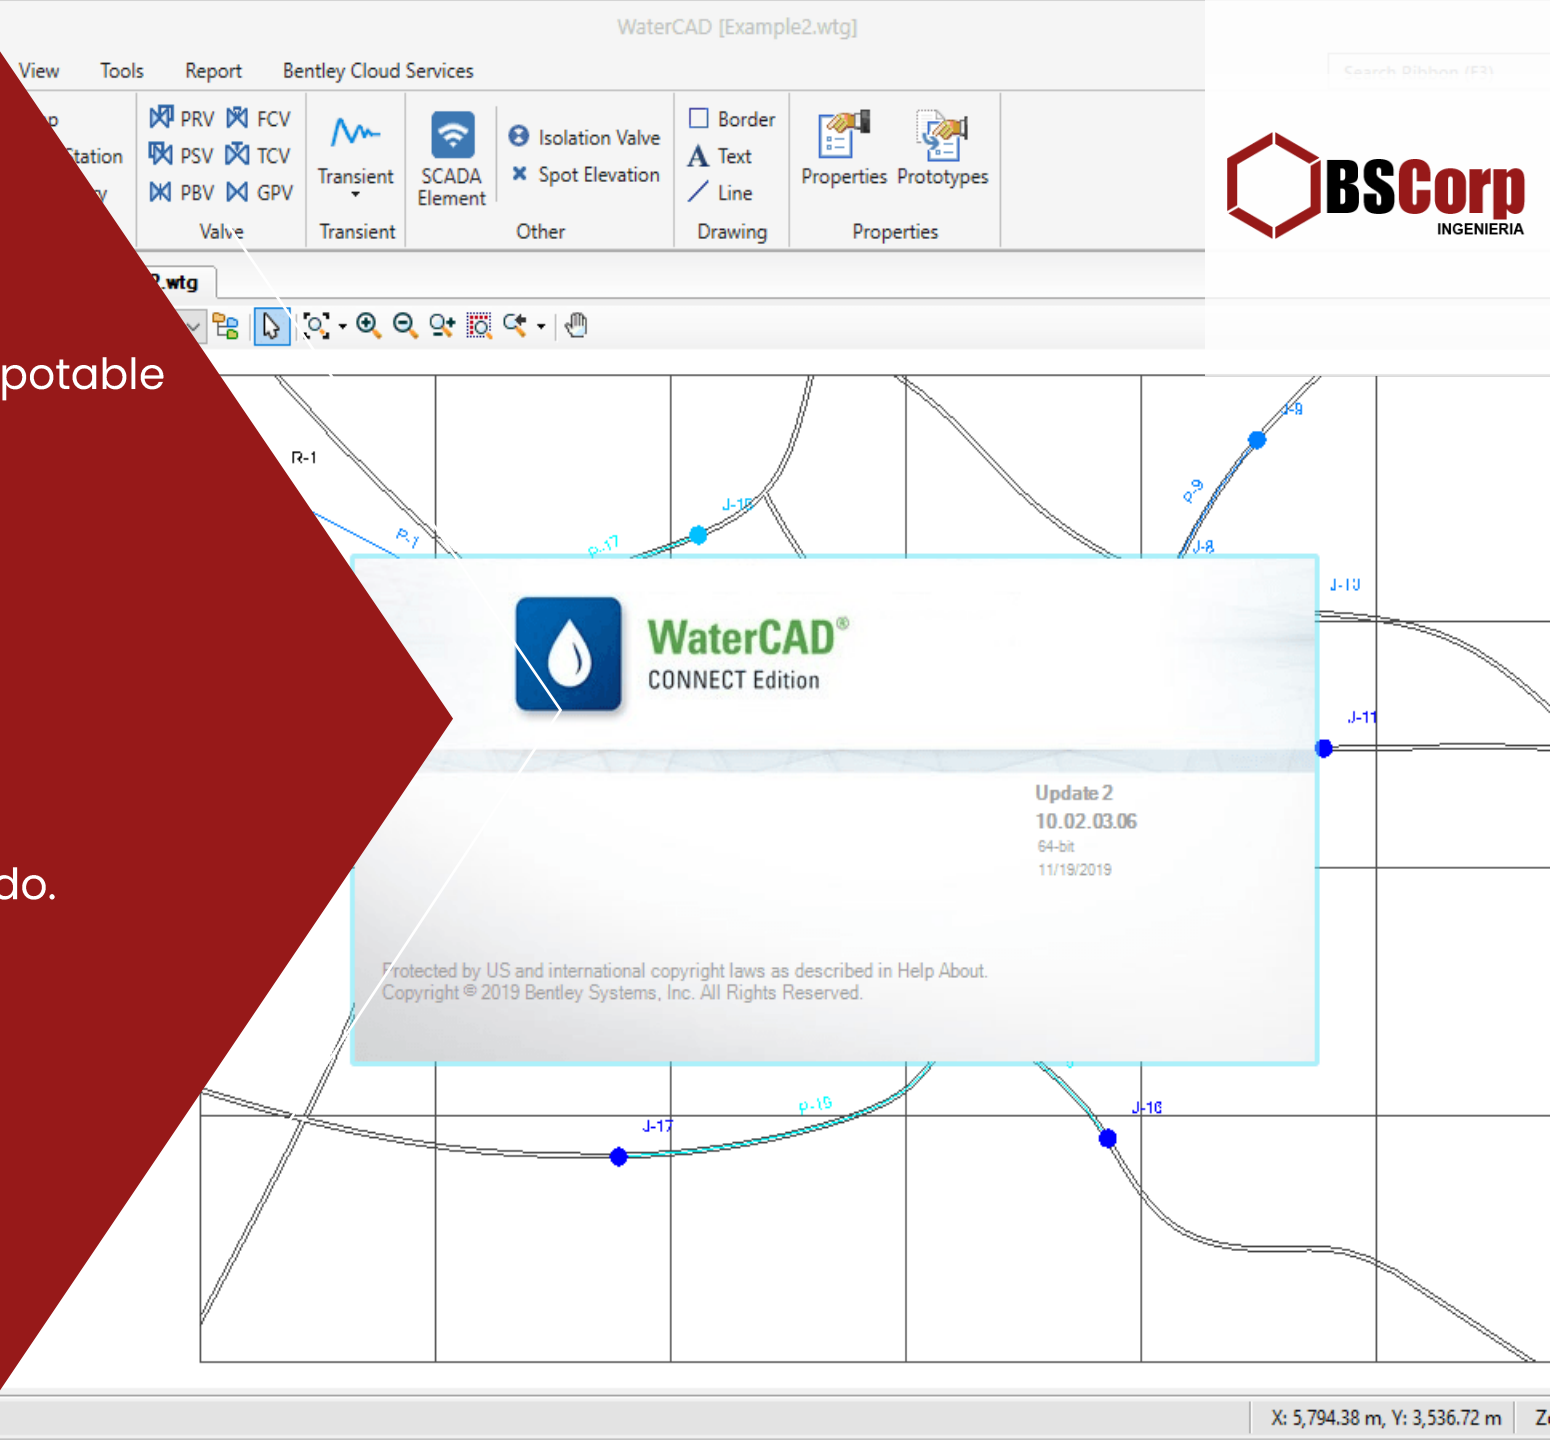 WaterCAD [Example2.wtg]
View Tools Report Bentley Cloud Services
PRV FCV
PSV TCV
PBV GPV
Valve
Transient
Transient
SCADA
Element
Isolation Valve
Spot Elevation
Other
Border
Text
Line
Drawing
Properties Prototypes
Properties
BSCorp
INGENIERIA
.wtg
potable
do.
R-1
P-1
P-17
J-9
P-9
J-8
J-11
WaterCAD®
CONNECT Edition
Update 2
10.02.03.06
64-bit
11/19/2019
Protected by US and international copyright laws as described in Help About.
Copyright © 2019 Bentley Systems, Inc. All Rights Reserved.
J-17
X: 5,794.38 m, Y: 3,536.72 m